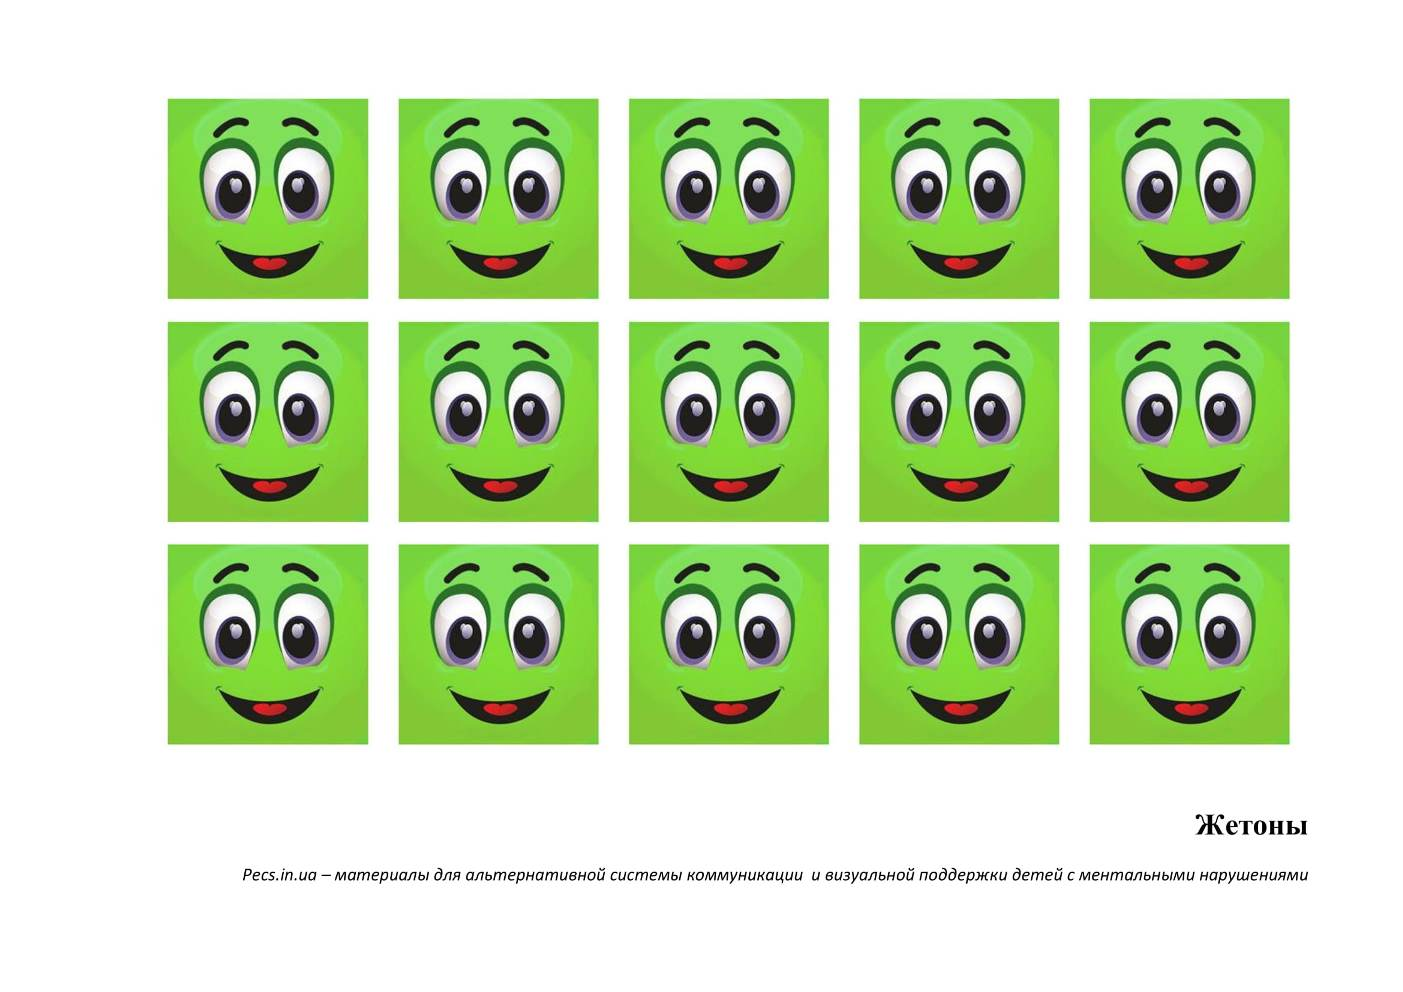 Жетоны
Pecs.in.ua – материалы для альтернативной системы коммуникации и визуальной поддержки детей с ментальными нарушениями